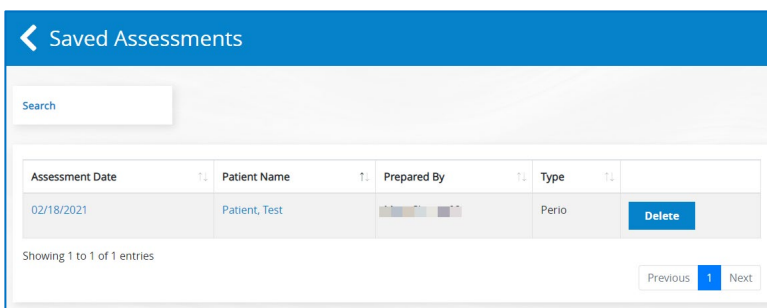 Saved Assessments
Search
Assessment Date Patient Name Prepared By Type
02/18/2021 Patient, Test Perio Delete
Showing 1 to 1 of 1 entries
Previous 1 Next